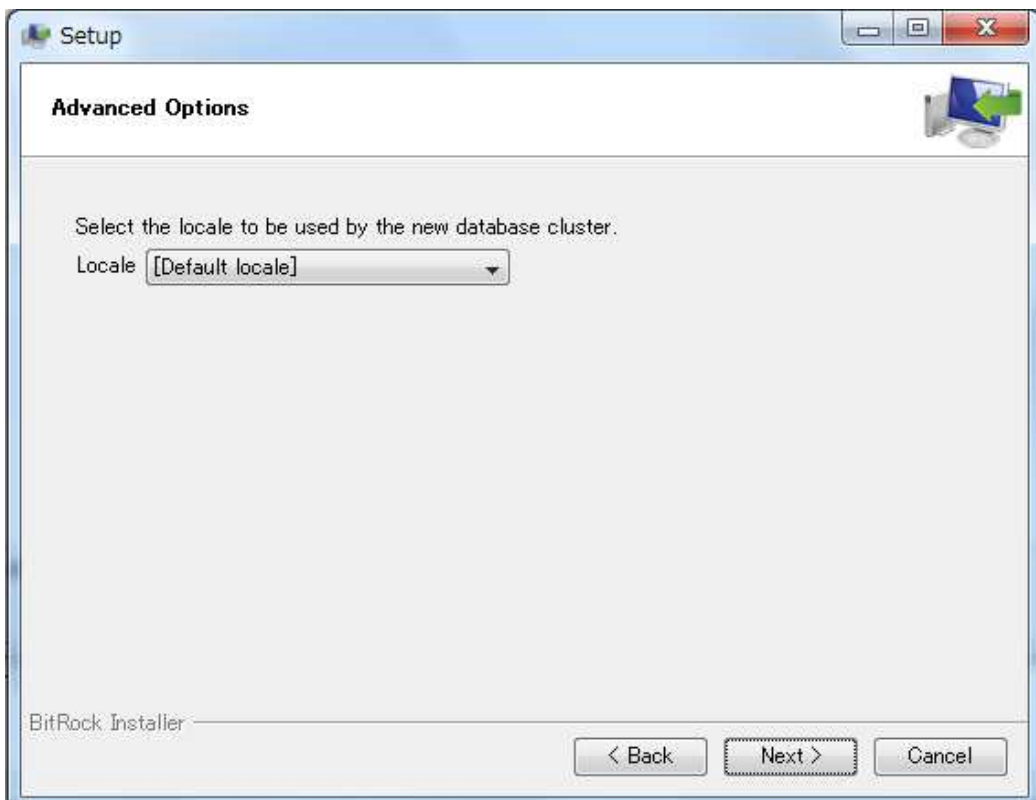 Setup
Advanced Options
Select the locale to be used by the new database cluster.
Locale [Default locale]
BitRock Installer
< Back Next > Cancel